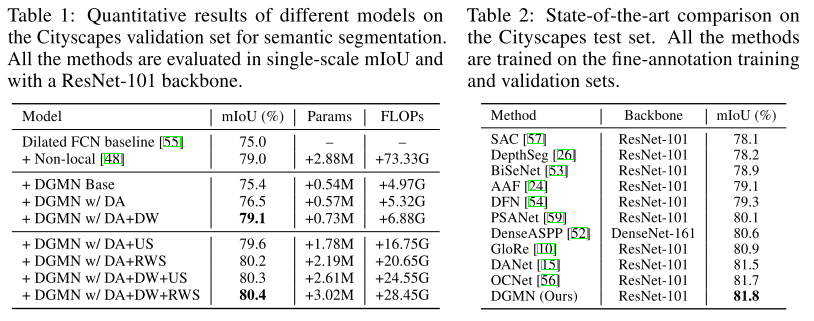 Table 1: Quantitative results of different models on
the Cityscapes validation set for semantic segmentation.
All the methods are evaluated in single-scale mIoU and
with a ResNet-101 backbone.
Model mIoU (%) Params FLOPs
Dilated FCN baseline [55] 75.0 – –
+ Non-local [48] 79.0 +2.88M +73.33G
+ DGMN Base 75.4 +0.54M +4.97G
+ DGMN w/ DA 76.5 +0.57M +5.32G
+ DGMN w/ DA+DW 79.1 +0.73M +6.88G
+ DGMN w/ DA+US 79.6 +1.78M +16.75G
+ DGMN w/ DA+RWS 80.2 +2.19M +20.65G
+ DGMN w/ DA+DW+US 80.3 +2.61M +24.55G
+ DGMN w/ DA+DW+RWS 80.4 +3.02M +28.45G
Table 2: State-of-the-art comparison on
the Cityscapes test set. All the methods
are trained on the fine-annotation training
and validation sets.
Method Backbone mIoU (%)
SAC [57] ResNet-101 78.1
DepthSeg [26] ResNet-101 78.2
BiSeNet [53] ResNet-101 78.9
AAF [24] ResNet-101 79.1
DFN [54] ResNet-101 79.3
PSANet [59] ResNet-101 80.1
DenseASPP [52] DenseNet-161 80.6
GloRe [10] ResNet-101 80.9
DANet [15] ResNet-101 81.5
OCNet [56] ResNet-101 81.7
DGMN (Ours) ResNet-101 81.8